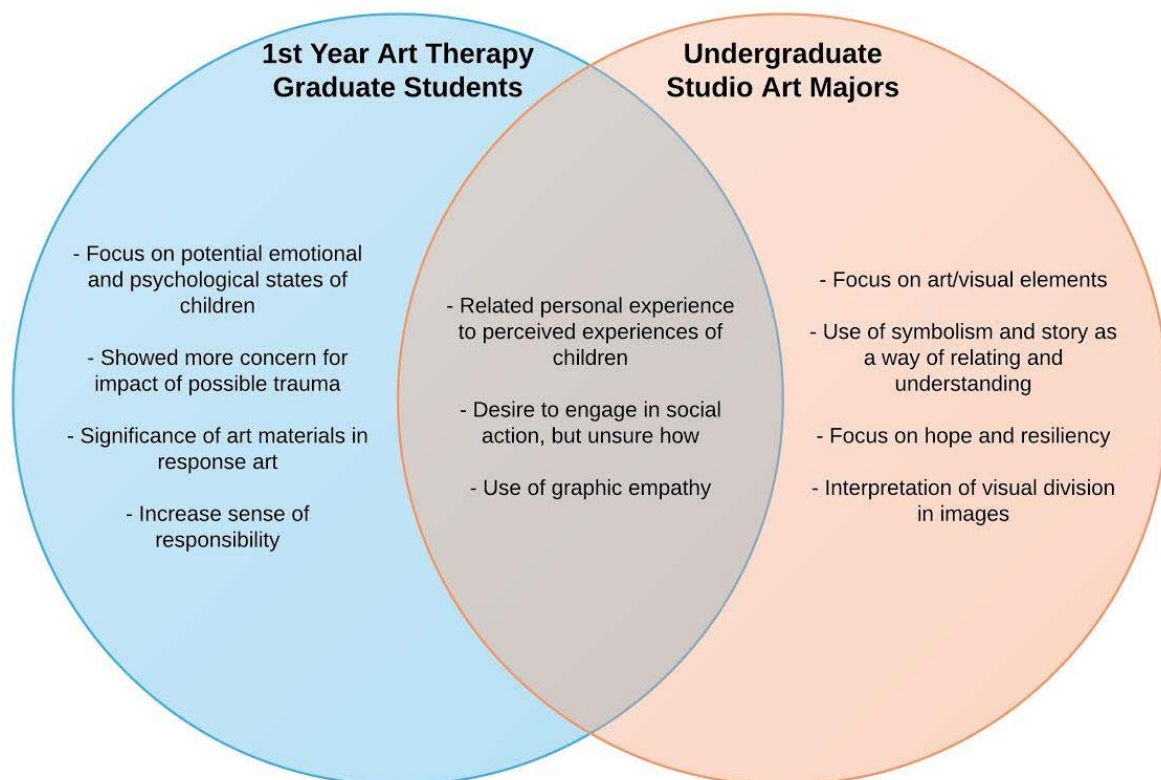 1st Year Art Therapy
Graduate Students
- Focus on potential emotional
and psychological states of
children
- Showed more concern for
impact of possible trauma
- Significance of art materials in
response art
- Increase sense of
responsibility
- Related personal experience
to perceived experiences of
children
- Desire to engage in social
action, but unsure how
- Use of graphic empathy
Undergraduate
Studio Art Majors
- Focus on art/visual elements
- Use of symbolism and story as
a way of relating and
understanding
- Focus on hope and resiliency
- Interpretation of visual division
in images